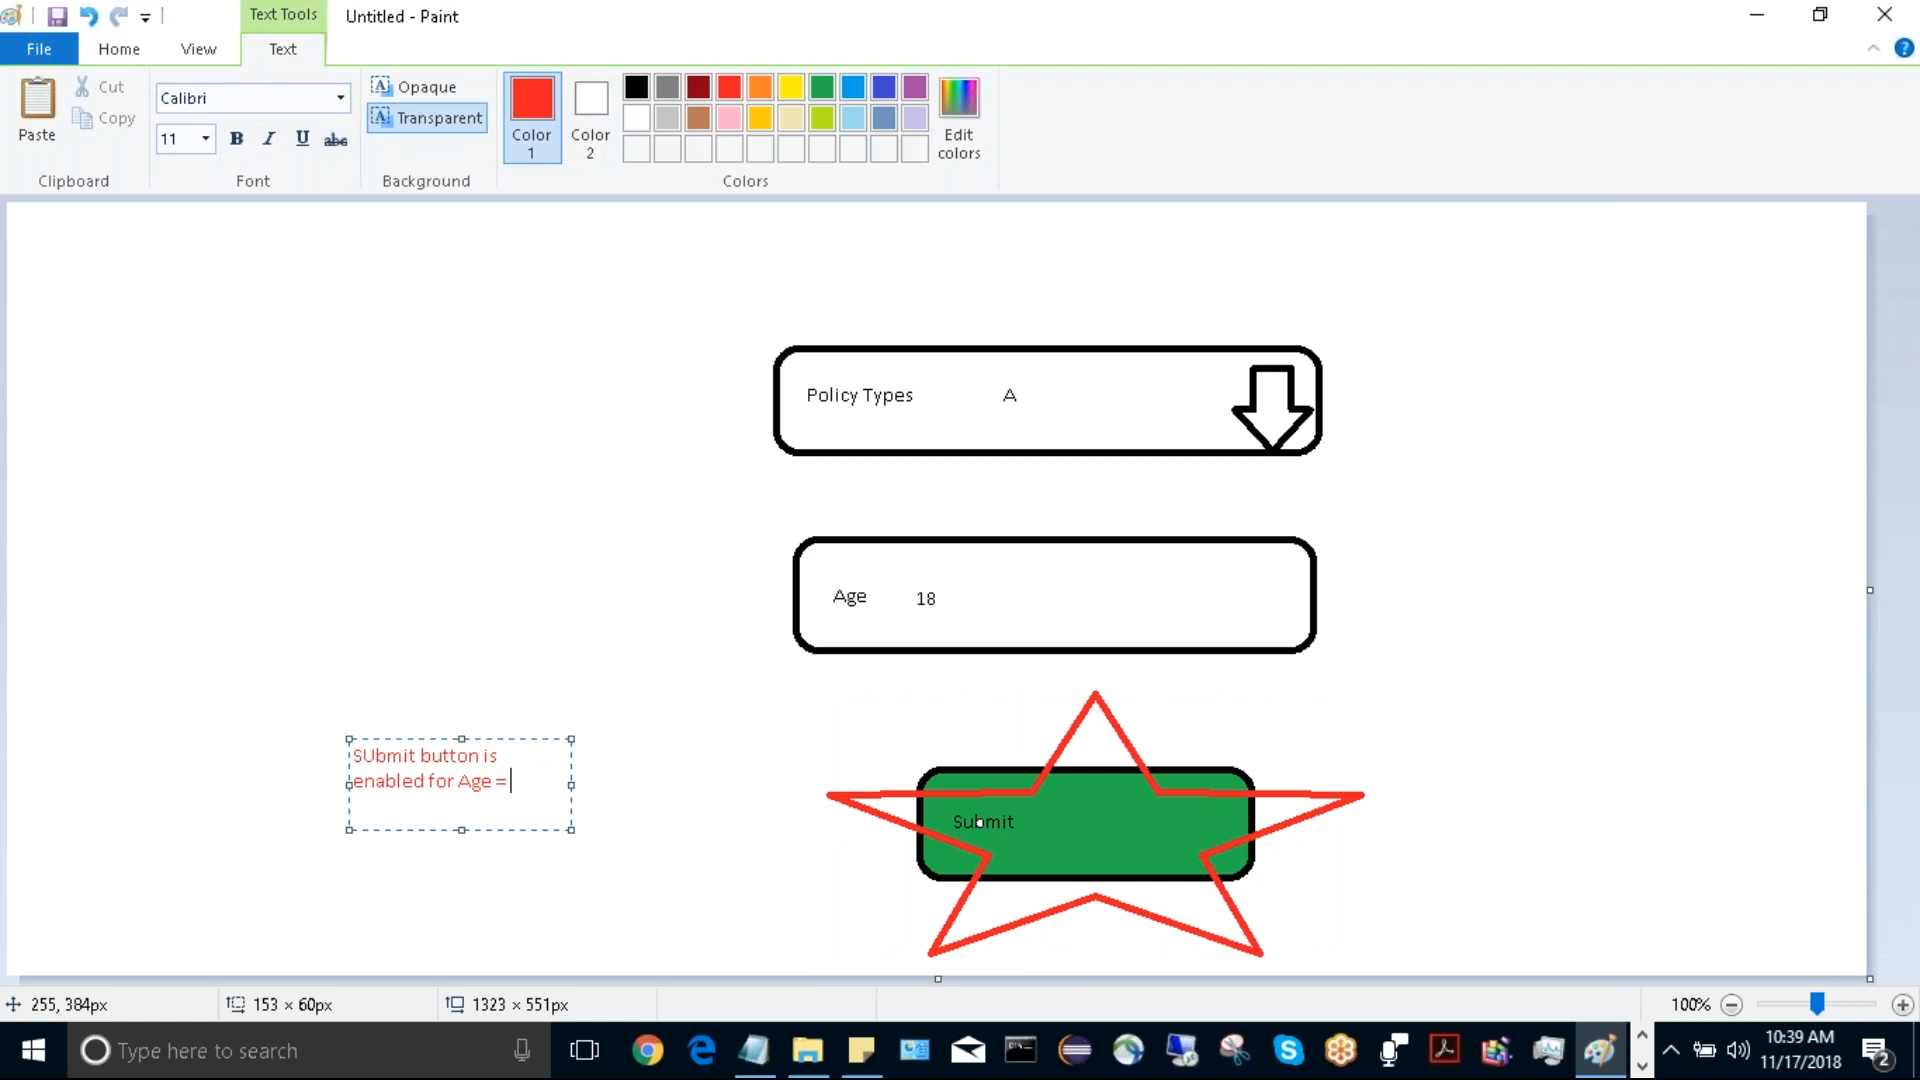 Text Tools
Untitled - Paint
File
Home
View
Text
Paste
Cut
Copy
Clipboard
Calibri
11
B I U abc
Font
Opaque
Transparent
Background
Color 1
Color 2
Edit colors
Colors
Policy Types A
Age 18
SUbmit button is
enabled for Age =
Submit
255, 384px
153 × 60px
1323 × 551px
100%
Type here to search
10:39 AM
11/17/2018
2